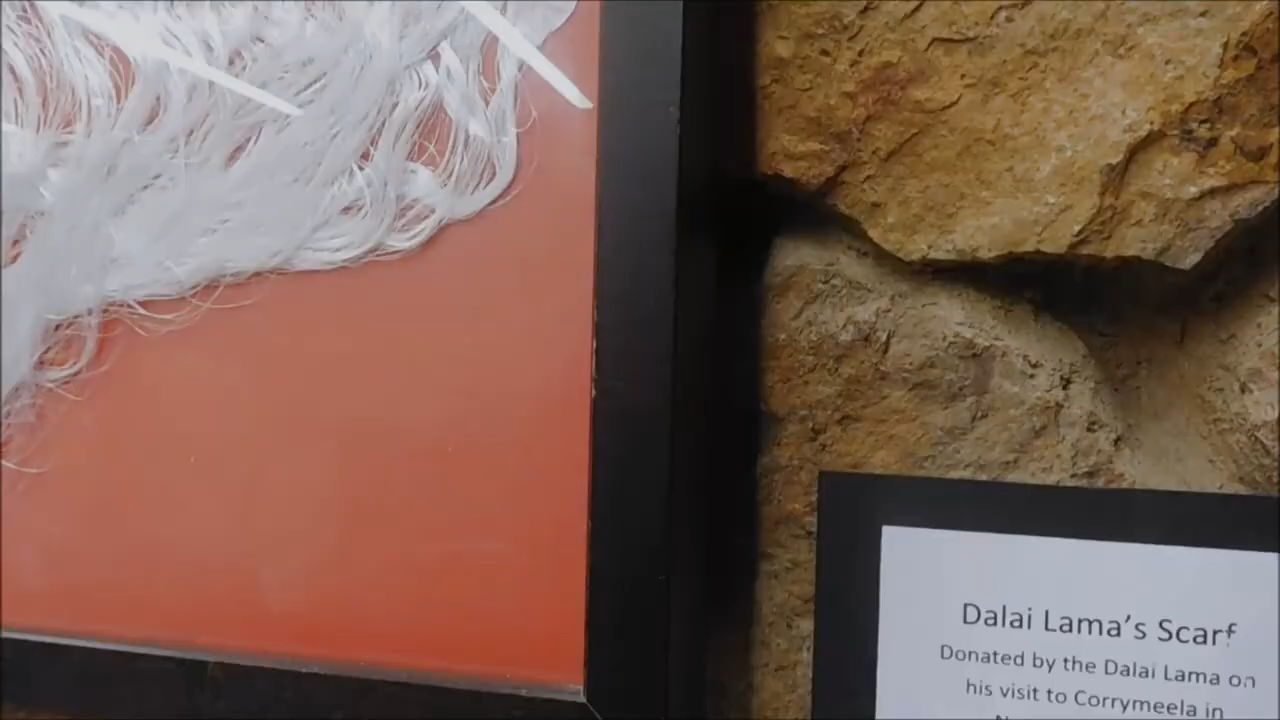 Dalai Lama's Scarf
Donated by the Dalai Lama on
his visit to Corrymeela in